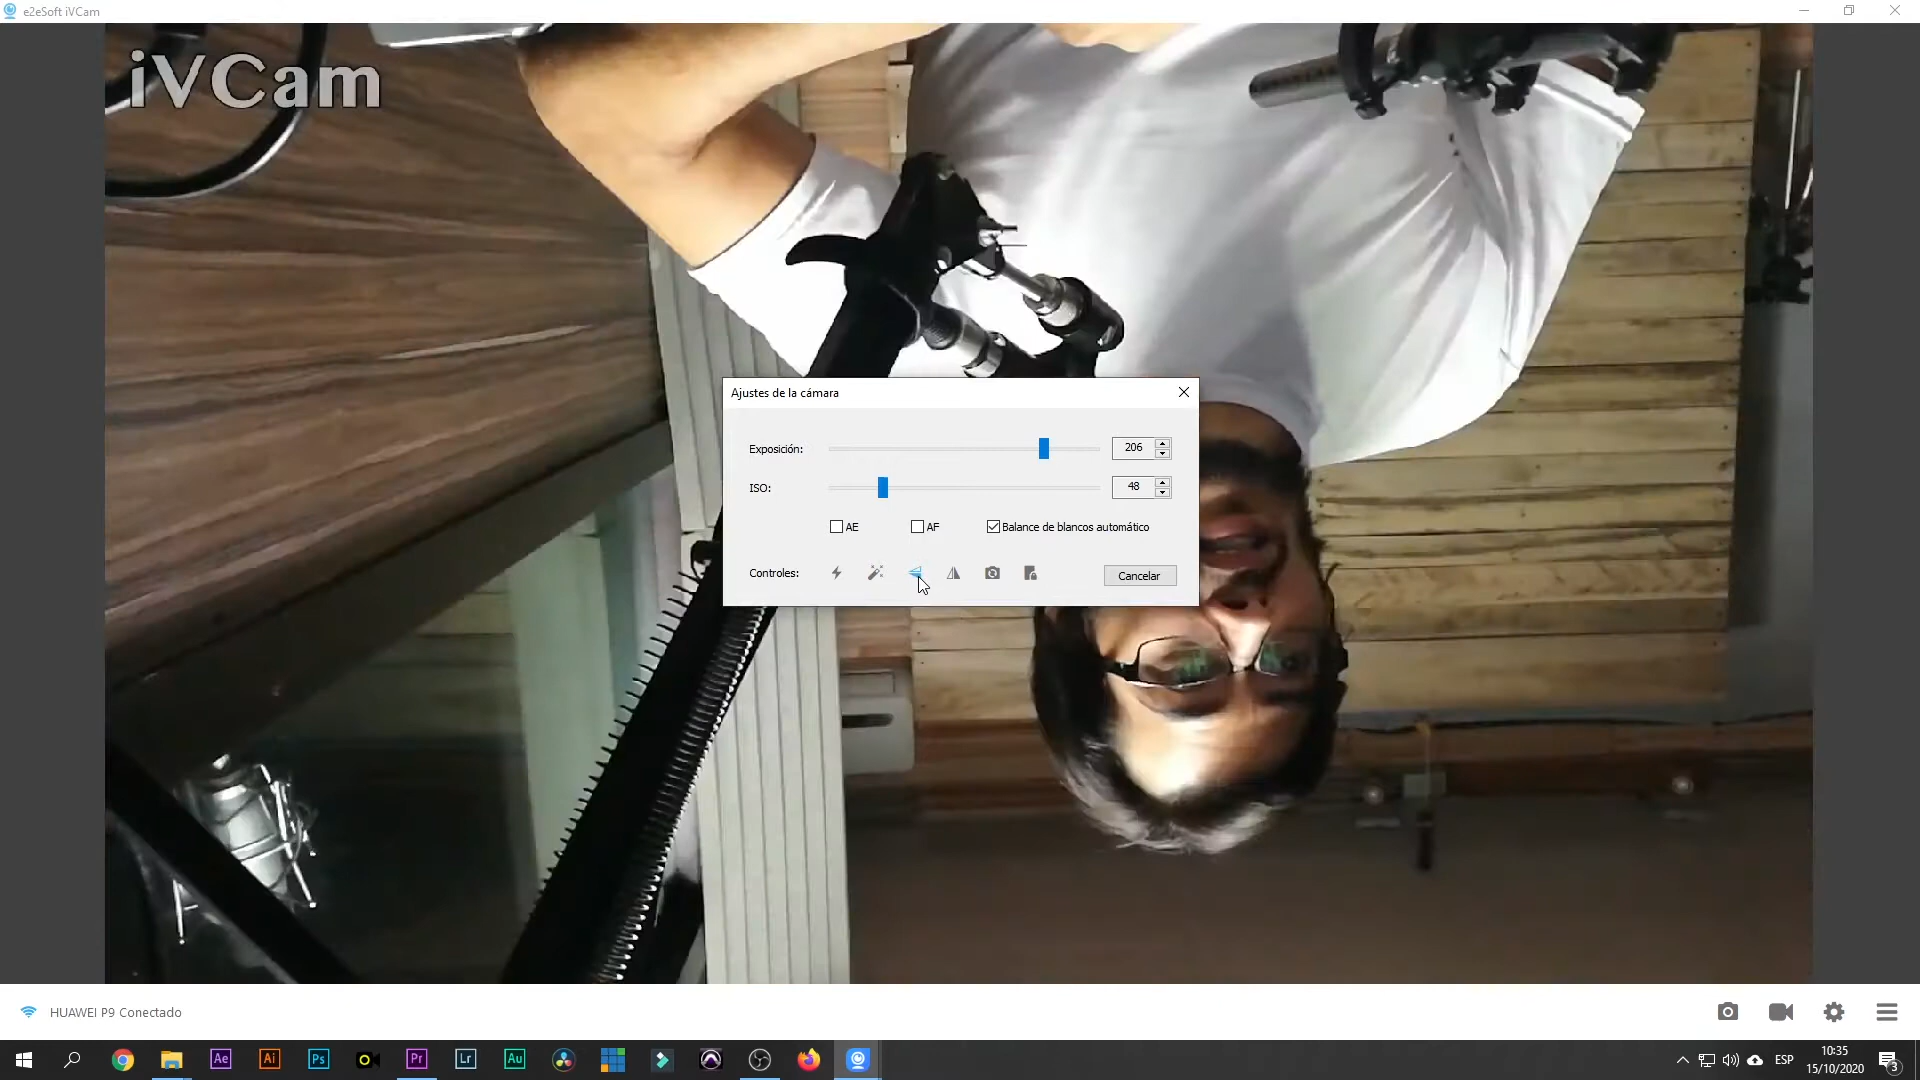 e2eSoft iVCam
iVCam
Ajustes de la cámara
Exposición:
206
ISO:
48
AE
AF
Balance de blancos automático
Controles:
Cancelar
HUAWEI P9 Conectado
Ae
Ai
Ps
Pr
Lr
Au
ESP
10:35
15/10/2020
3